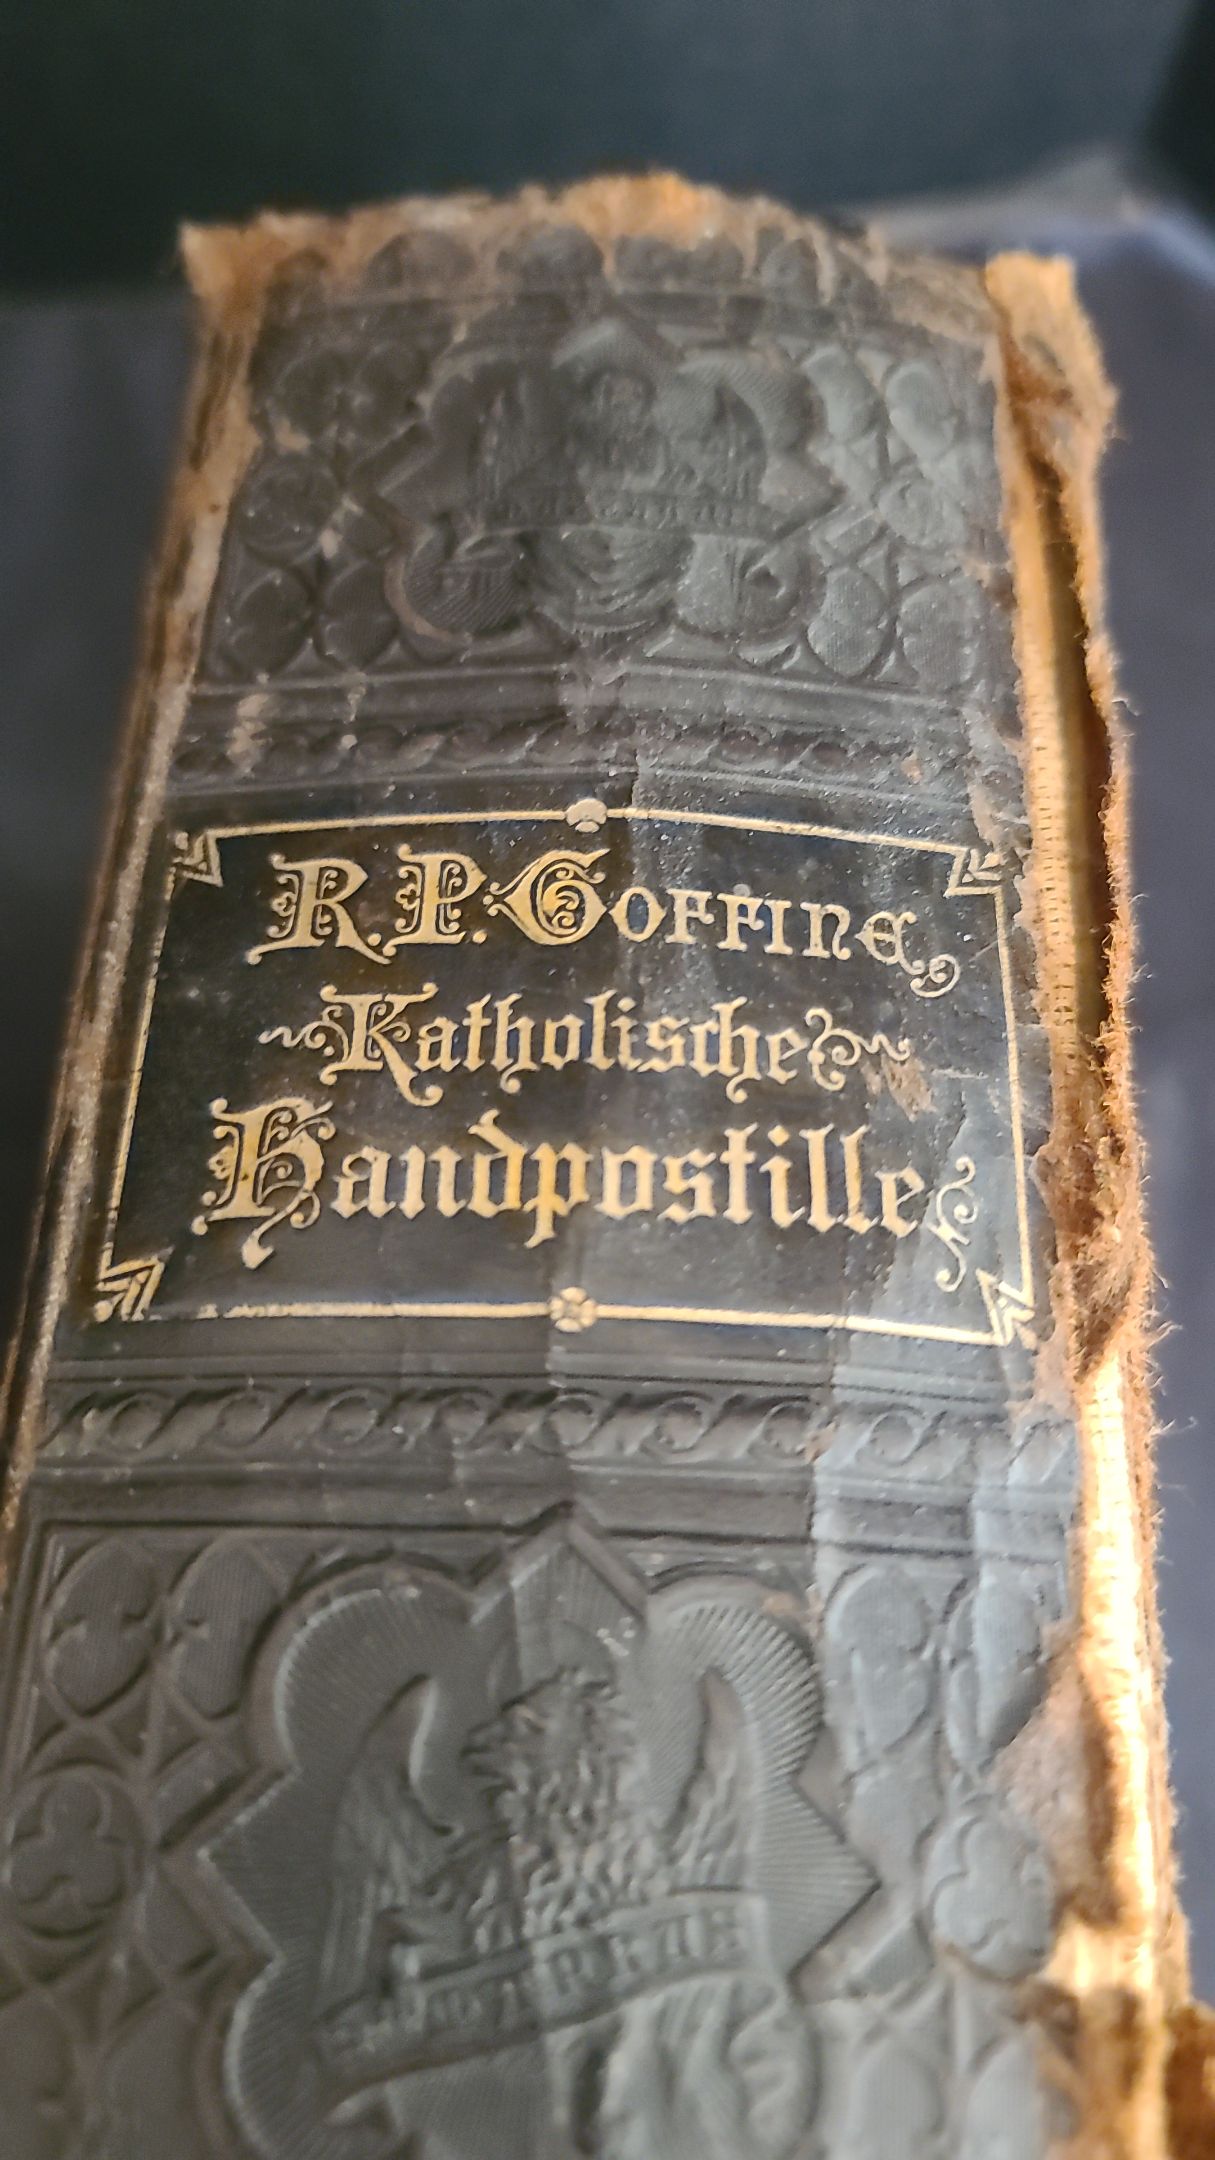 R. P. Goffine
Katholische
Handpostille